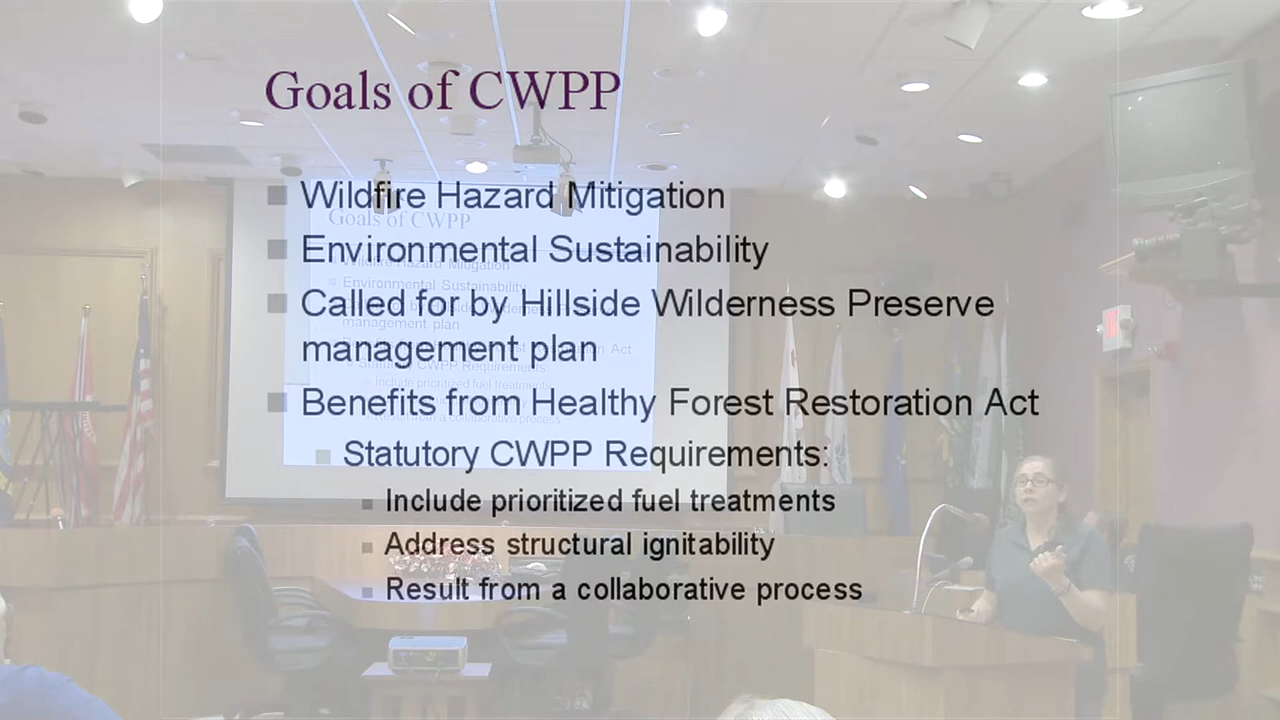 Goals of CWPP
Wildfire Hazard Mitigation
Environmental Sustainability
Called for by Hillside Wilderness Preserve
management plan
Benefits from Healthy Forest Restoration Act
Statutory CWPP Requirements:
Include prioritized fuel treatments
Address structural ignitability
Result from a collaborative process